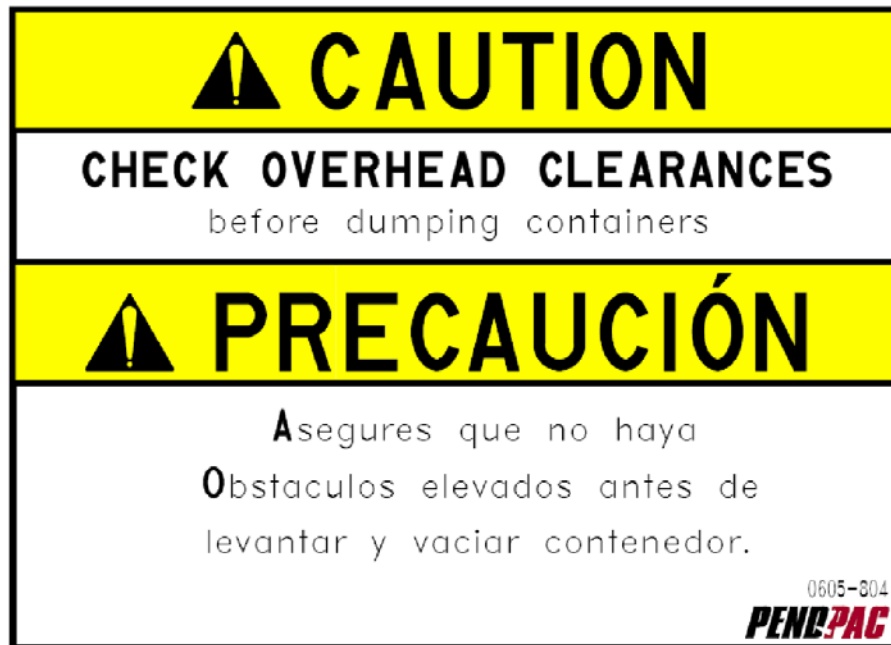 CAUTION
CHECK OVERHEAD CLEARANCES
before dumping containers
PRECAUCIÓN
Asegures que no haya
Obstaculos elevados antes de
levantar y vaciar contenedor.
0605-804
PENDPAC